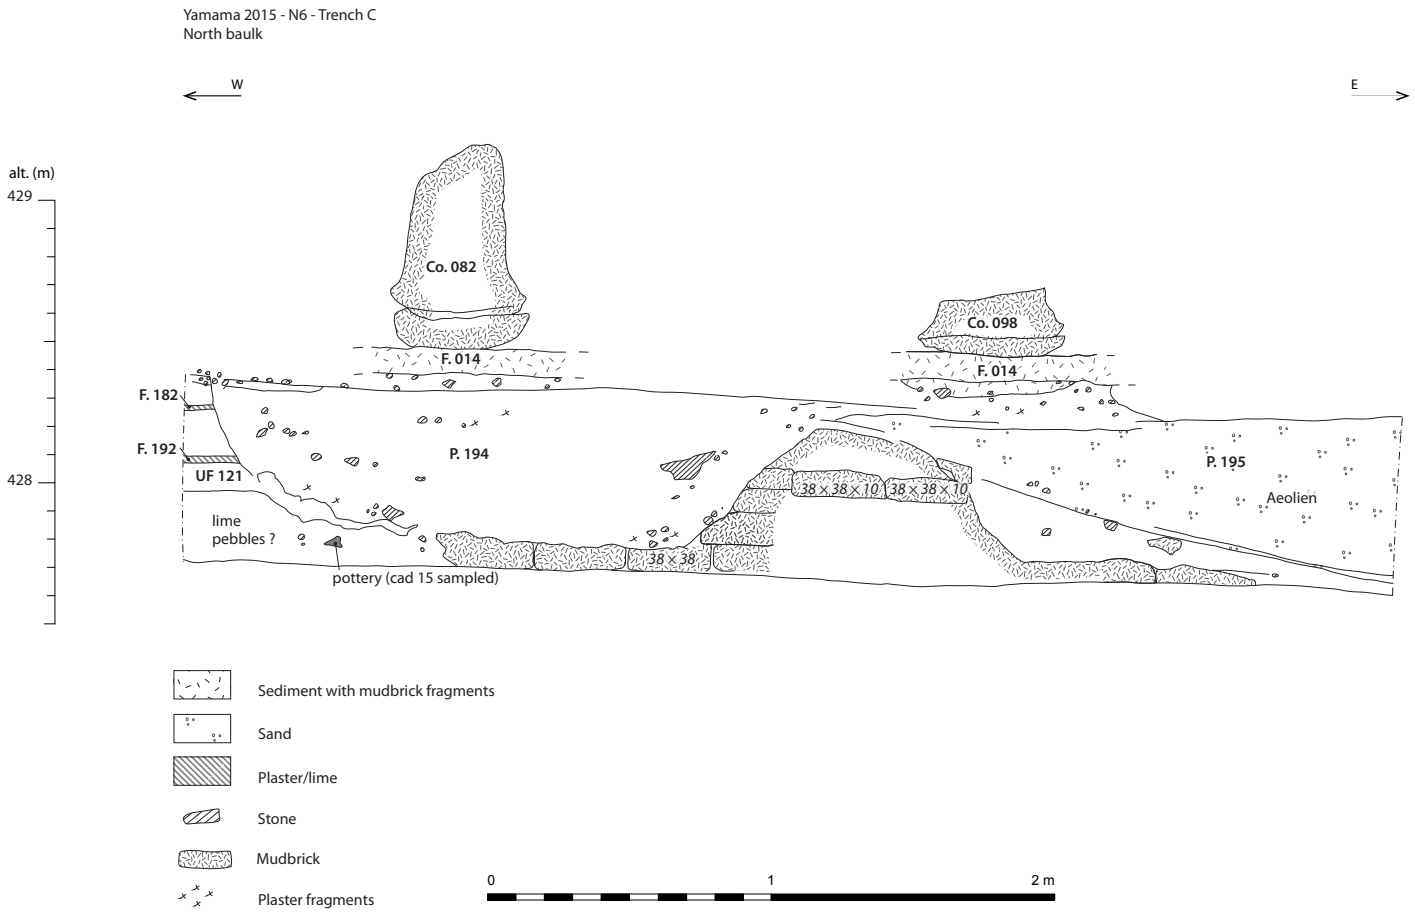 Yamama 2015 - N6 - Trench C
North baulk
W
E
alt. (m)
429
Co. 082
Co. 098
F. 014
F. 014
F. 182
F. 192
P. 194
P. 195
UF 121
428
38 × 38 × 10
38 × 38 × 10
Aeolien
lime
pebbles ?
38 × 38
pottery (cad 15 sampled)
Sediment with mudbrick fragments
Sand
Plaster/lime
Stone
Mudbrick
Plaster fragments
0
1
2 m